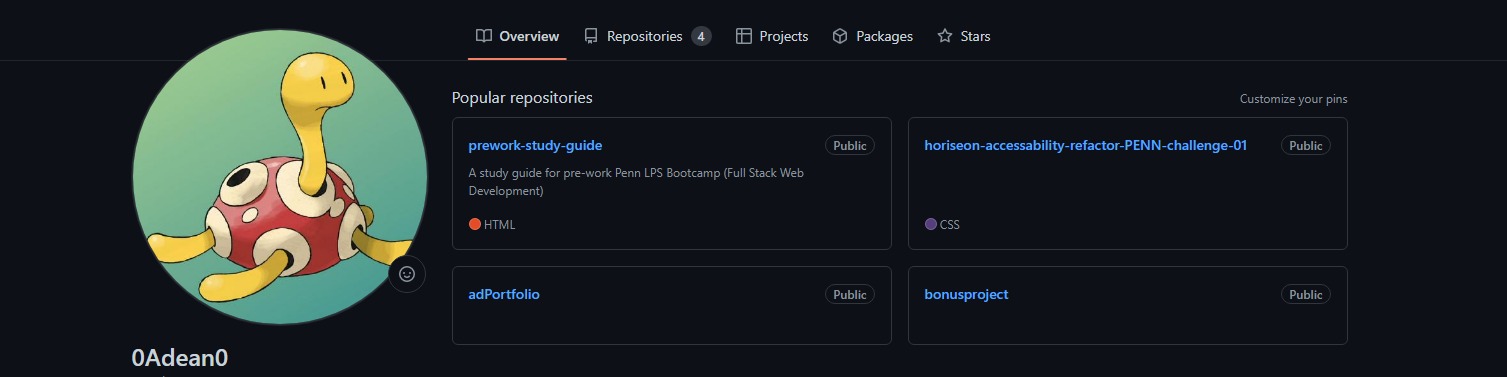 Overview Repositories 4 Projects Packages Stars
Popular repositories Customize your pins
prework-study-guide Public
A study guide for pre-work Penn LPS Bootcamp (Full Stack Web
Development)
HTML
horiseon-accessability-refactor-PENN-challenge-01 Public
CSS
adPortfolio Public
bonusproject Public
0Adean0